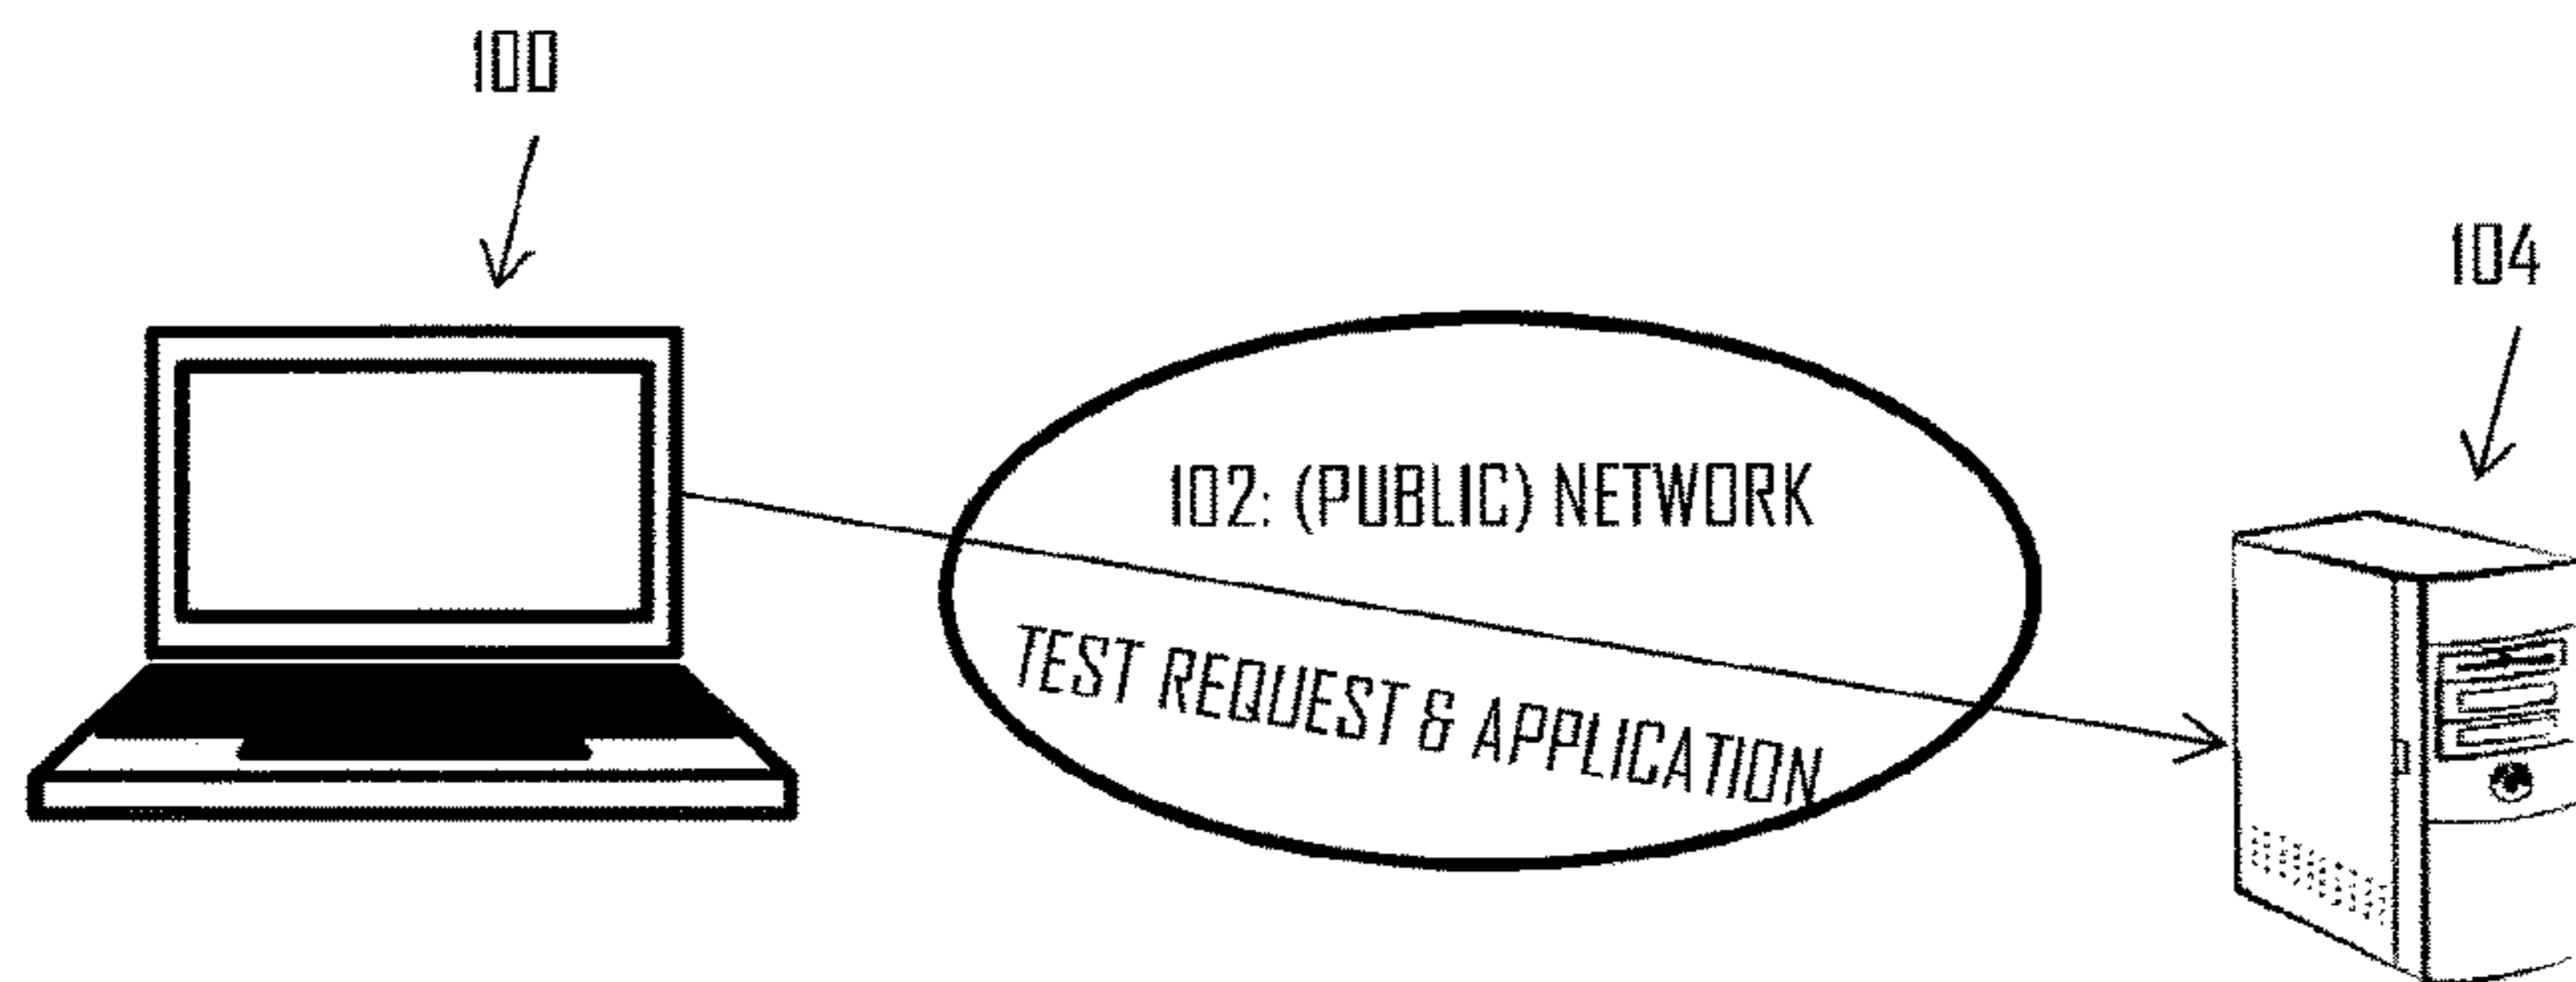 100
104
102: (PUBLIC) NETWORK
TEST REQUEST & APPLICATION